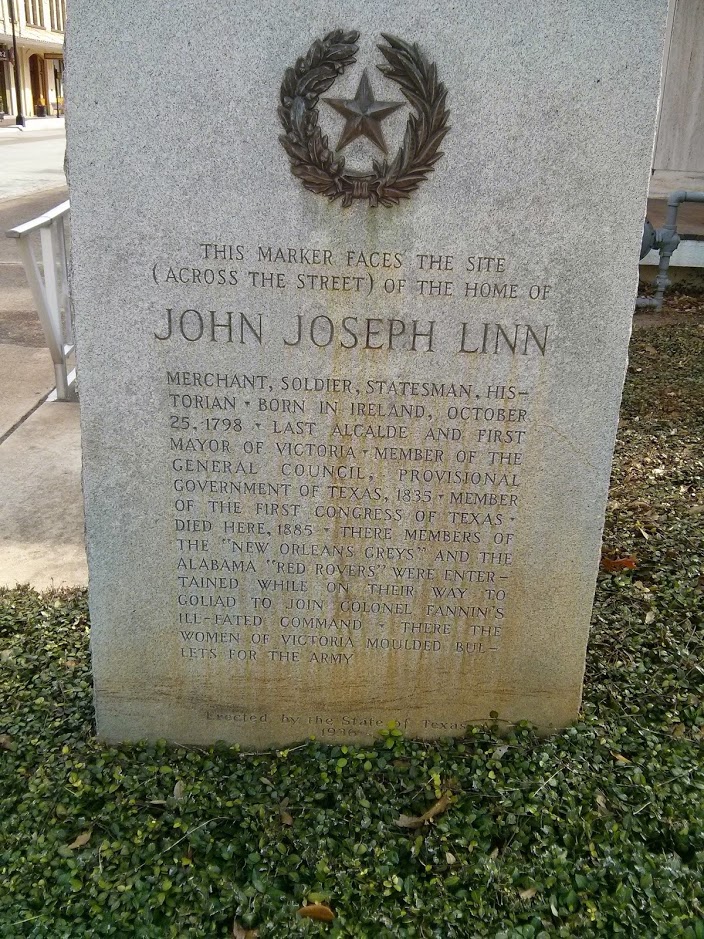 THIS MARKER FACES THE SITE
(ACROSS THE STREET) OF THE HOME OF
JOHN JOSEPH LINN
MERCHANT, SOLDIER, STATESMAN, HIS-
TORIAN • BORN IN IRELAND, OCTOBER
25, 1798 • LAST ALCALDE AND FIRST
MAYOR OF VICTORIA • MEMBER OF THE
GENERAL COUNCIL, PROVISIONAL
GOVERNMENT OF TEXAS, 1835 • MEMBER
OF THE FIRST CONGRESS OF TEXAS •
DIED HERE, 1885 • THERE MEMBERS OF
THE "NEW ORLEANS GREYS" AND THE
ALABAMA "RED ROVERS" WERE ENTER-
TAINED WHILE ON THEIR WAY TO
GOLIAD TO JOIN COLONEL FANNIN'S
ILL-FATED COMMAND • THERE THE
WOMEN OF VICTORIA MOULDED BUL-
LETS FOR THE ARMY
Erected by the State of Texas
1936